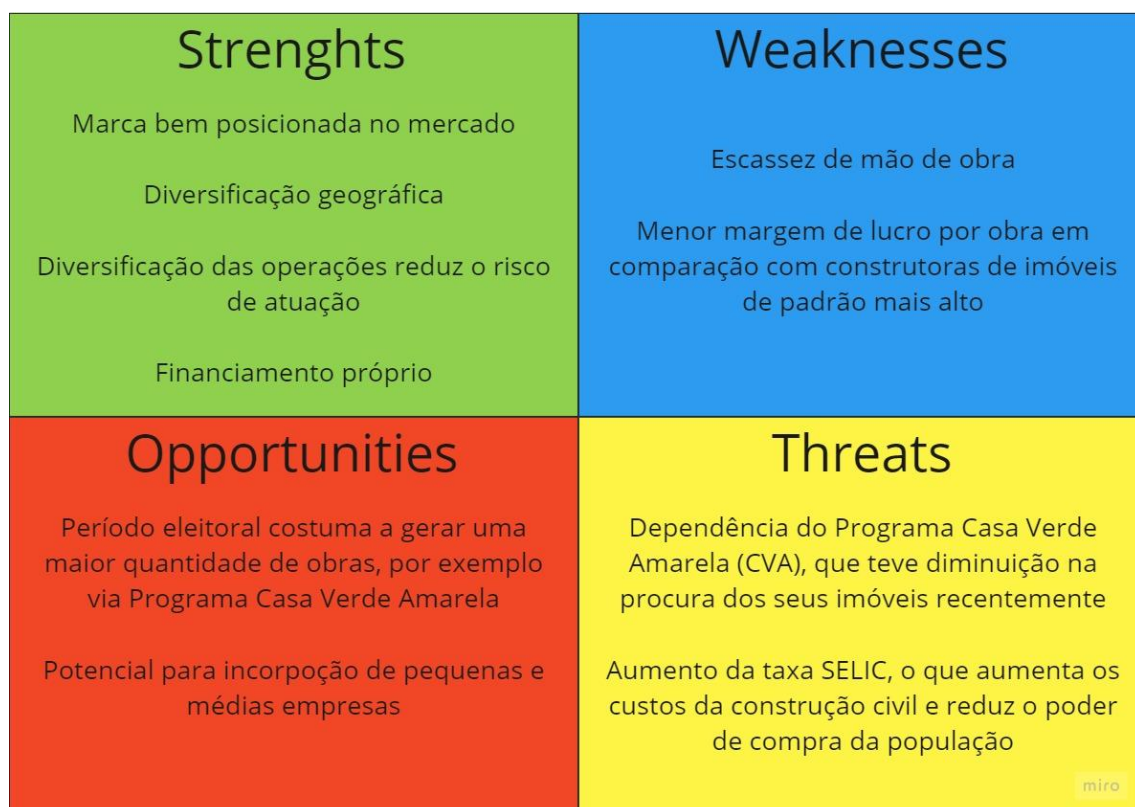 Strenghts
Marca bem posicionada no mercado
Diversificação geográfica
Diversificação das operações reduz o risco
de atuação
Financiamento próprio
Weaknesses
Escassez de mão de obra
Menor margem de lucro por obra em
comparação com construtoras de imóveis
de padrão mais alto
Opportunities
Período eleitoral costuma a gerar uma
maior quantidade de obras, por exemplo
via Programa Casa Verde Amarela
Potencial para incorpoção de pequenas e
médias empresas
Threats
Dependência do Programa Casa Verde
Amarela (CVA), que teve diminuição na
procura dos seus imóveis recentemente
Aumento da taxa SELIC, o que aumenta os
custos da construção civil e reduz o poder
de compra da população
miro